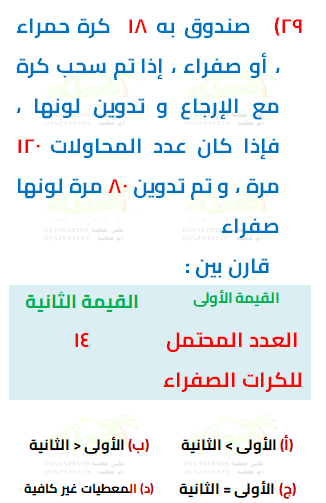 ٢٩) صندوق به ١٨ كرة حمراء
، أو صفراء ، إذا تم سحب كرة
مع الإرجاع و تدوين لونها ،
فإذا كان عدد المحاولات ١٢٠
مرة ، و تم تدوين ٨٠ مرة لونها
صفراء
قارن بين :
القيمة الأولى القيمة الثانية
العدد المحتمل ١٤
للكرات الصفراء
(أ) الأولى > الثانية (ب) الأولى < الثانية
(ج) الأولى = الثانية (د) المعطيات غير كافية